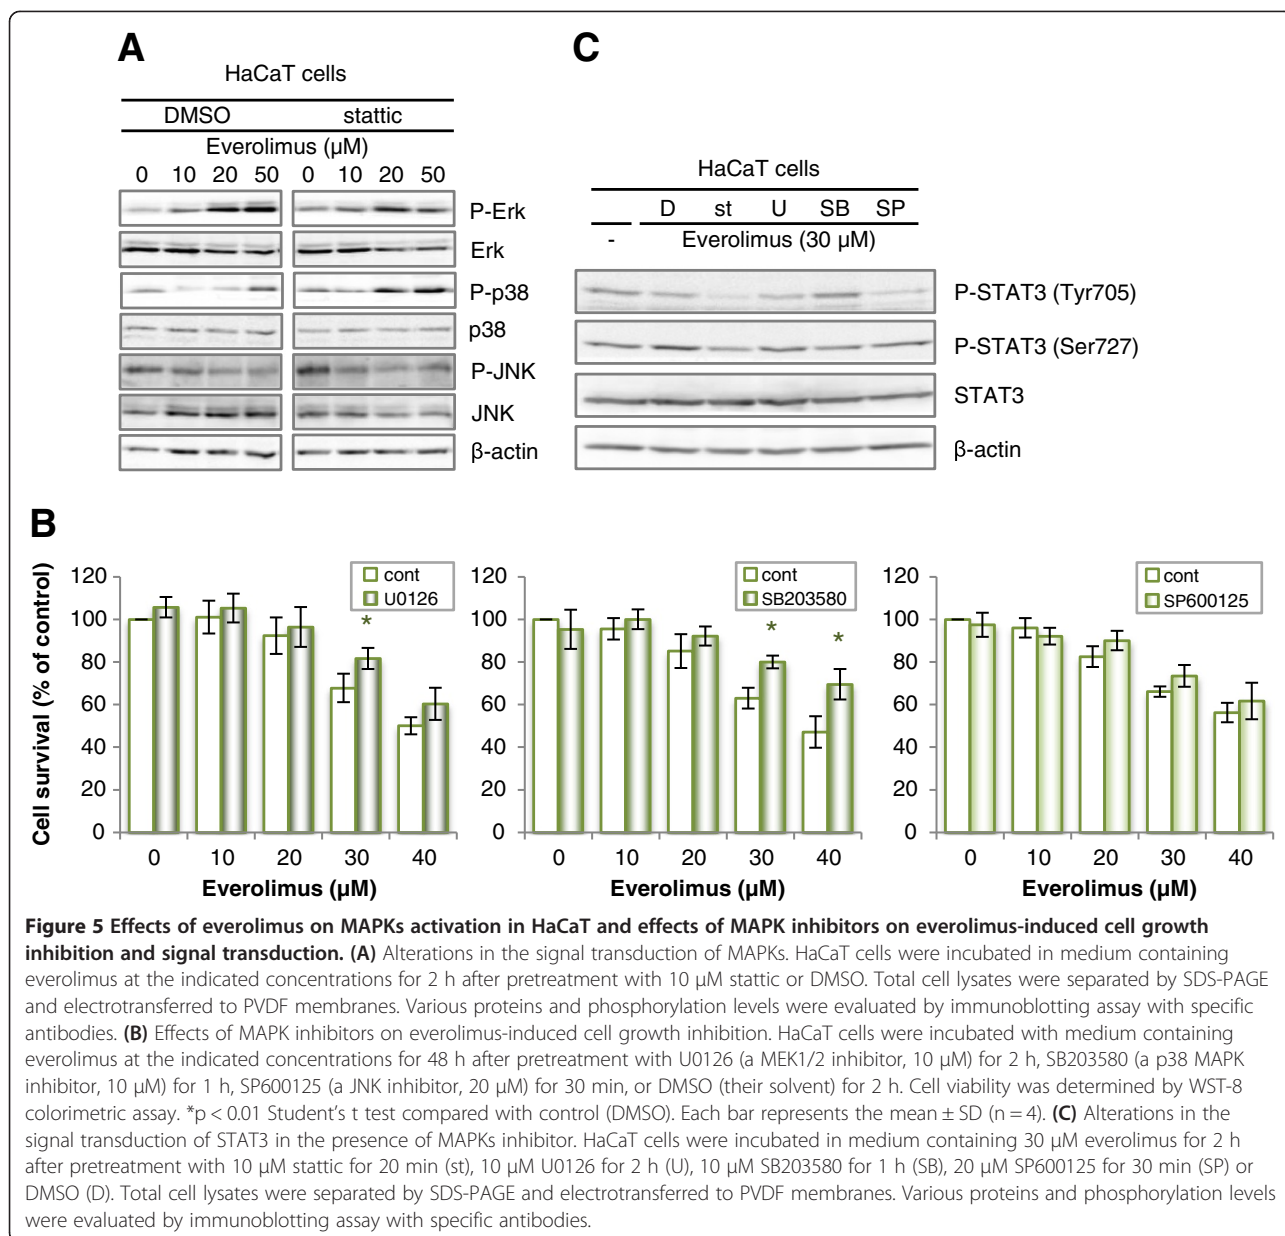 A
HaCaT cells
DMSO stattic
Everolimus (µM)
0 10 20 50 0 10 20 50
P-Erk
Erk
P-p38
p38
P-JNK
JNK
β-actin
C
HaCaT cells
D st U SB SP
- Everolimus (30 µM)
P-STAT3 (Tyr705)
P-STAT3 (Ser727)
STAT3
β-actin
B
Cell survival (% of control)
120
100
80
60
40
20
0
cont
U0126
*
0 10 20 30 40
Everolimus (µM)
120
100
80
60
40
20
0
cont
SB203580
* *
0 10 20 30 40
Everolimus (µM)
120
100
80
60
40
20
0
cont
SP600125
0 10 20 30 40
Everolimus (µM)
Figure 5 Effects of everolimus on MAPKs activation in HaCaT and effects of MAPK inhibitors on everolimus-induced cell growth
inhibition and signal transduction. (A) Alterations in the signal transduction of MAPKs. HaCaT cells were incubated in medium containing
everolimus at the indicated concentrations for 2 h after pretreatment with 10 µM stattic or DMSO. Total cell lysates were separated by SDS-PAGE
and electrotransferred to PVDF membranes. Various proteins and phosphorylation levels were evaluated by immunoblotting assay with specific
antibodies. (B) Effects of MAPK inhibitors on everolimus-induced cell growth inhibition. HaCaT cells were incubated with medium containing
everolimus at the indicated concentrations for 48 h after pretreatment with U0126 (a MEK1/2 inhibitor, 10 µM) for 2 h, SB203580 (a p38 MAPK
inhibitor, 10 µM) for 1 h, SP600125 (a JNK inhibitor, 20 µM) for 30 min, or DMSO (their solvent) for 2 h. Cell viability was determined by WST-8
colorimetric assay. *p < 0.01 Student's t test compared with control (DMSO). Each bar represents the mean ± SD (n = 4). (C) Alterations in the
signal transduction of STAT3 in the presence of MAPKs inhibitor. HaCaT cells were incubated in medium containing 30 µM everolimus for 2 h
after pretreatment with 10 µM stattic for 20 min (st), 10 µM U0126 for 2 h (U), 10 µM SB203580 for 1 h (SB), 20 µM SP600125 for 30 min (SP) or
DMSO (D). Total cell lysates were separated by SDS-PAGE and electrotransferred to PVDF membranes. Various proteins and phosphorylation levels
were evaluated by immunoblotting assay with specific antibodies.